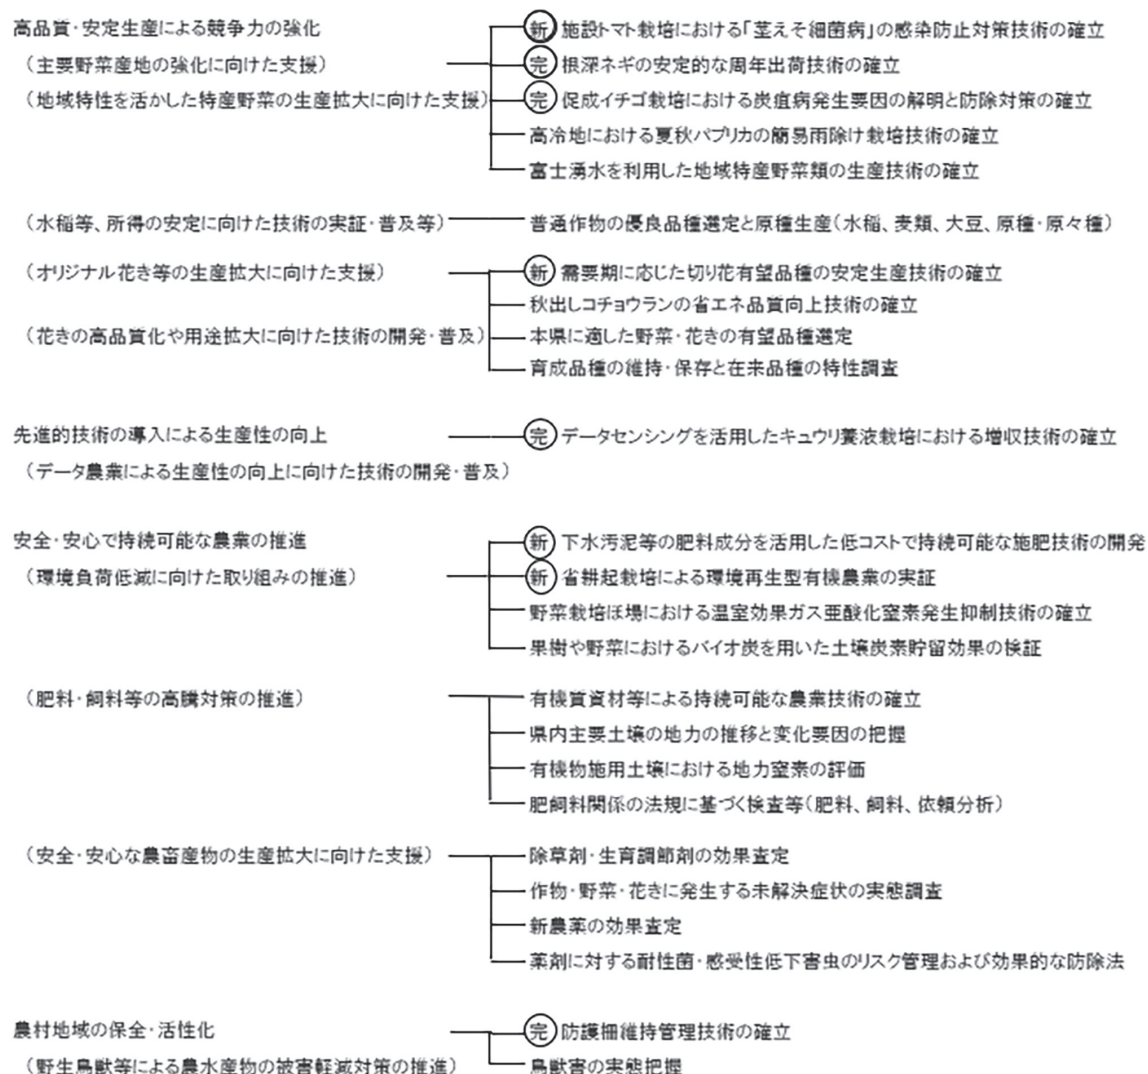 高品質・安定生産による競争力の強化
新 施設トマト栽培における「茎えそ細菌病」の感染防止対策技術の確立
（主要野菜産地の強化に向けた支援）
完 根深ネギの安定的な周年出荷技術の確立
（地域特性を活かした特産野菜の生産拡大に向けた支援）
完 促成イチゴ栽培における炭疽病発生要因の解明と防除対策の確立
高冷地における夏秋パプリカの簡易雨除け栽培技術の確立
富士湧水を利用した地域特産野菜類の生産技術の確立
（水稲等、所得の安定に向けた技術の実証・普及等）
普通作物の優良品種選定と原種生産（水稲、麦類、大豆、原種・原々種）
（オリジナル花き等の生産拡大に向けた支援）
新 需要期に応じた切り花有望品種の安定生産技術の確立
秋出しコチョウランの省エネ品質向上技術の確立
（花きの高品質化や用途拡大に向けた技術の開発・普及）
本県に適した野菜・花きの有望品種選定
育成品種の維持・保存と在来品種の特性調査
先進的技術の導入による生産性の向上
完 データセンシングを活用したキュウリ養液栽培における増収技術の確立
（データ農業による生産性の向上に向けた技術の開発・普及）
安全・安心で持続可能な農業の推進
新 下水汚泥等の肥料成分を活用した低コストで持続可能な施肥技術の開発
（環境負荷低減に向けた取り組みの推進）
新 省耕起栽培による環境再生型有機農業の実証
野菜栽培ほ場における温室効果ガス亜酸化窒素発生抑制技術の確立
果樹や野菜におけるバイオ炭を用いた土壌炭素貯留効果の検証
（肥料・飼料等の高騰対策の推進）
有機質資材等による持続可能な農業技術の確立
県内主要土壌の地力の推移と変化要因の把握
有機物施用土壌における地力窒素の評価
肥飼料関係の法規に基づく検査等（肥料、飼料、依頼分析）
（安全・安心な農畜産物の生産拡大に向けた支援）
除草剤・生育調節剤の効果査定
作物・野菜・花きに発生する未解決症状の実態調査
新農薬の効果査定
薬剤に対する耐性菌・感受性低下害虫のリスク管理および効果的な防除法
農村地域の保全・活性化
完 防護柵維持管理技術の確立
（野生鳥獣等による農水産物の被害軽減対策の推進）
鳥獣害の実態把握